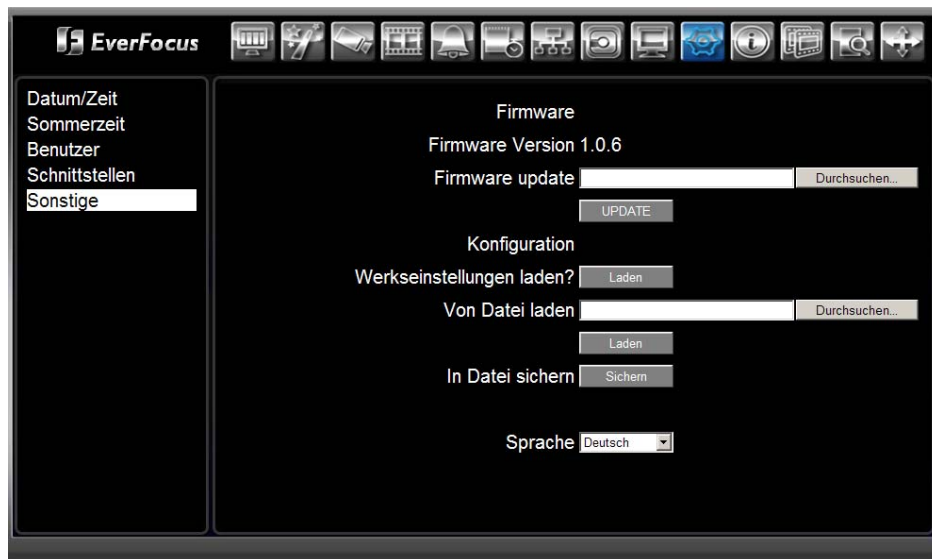 EverFocus
Datum/Zeit
Sommerzeit
Benutzer
Schnittstellen
Sonstige
Firmware
Firmware Version 1.0.6
Firmware update Durchsuchen...
UPDATE
Konfiguration
Werkseinstellungen laden? Laden
Von Datei laden Durchsuchen...
Laden
In Datei sichern Sichern
Sprache Deutsch